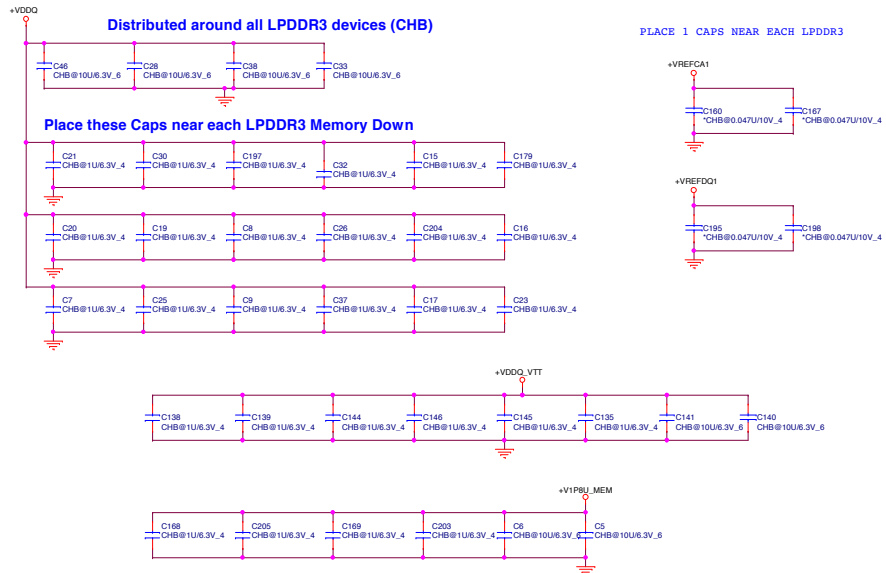 +VDDQ
Distributed around all LPDDR3 devices (CHB)
C46 C28 C38 C33
CHB@10U/6.3V_6 CHB@10U/6.3V_6 CHB@10U/6.3V_6 CHB@10U/6.3V_6
PLACE 1 CAPS NEAR EACH LPDDR3
+VREFCA1
C160 C167
*CHB@0.047U/10V_4 *CHB@0.047U/10V_4
Place these Caps near each LPDDR3 Memory Down
C21 C30 C197 C32 C15 C179
CHB@1U/6.3V_4 CHB@1U/6.3V_4 CHB@1U/6.3V_4 CHB@1U/6.3V_4 CHB@1U/6.3V_4 CHB@1U/6.3V_4
+VREFDQ1
C195 C198
*CHB@0.047U/10V_4 *CHB@0.047U/10V_4
C20 C19 C8 C26 C204 C16
CHB@1U/6.3V_4 CHB@1U/6.3V_4 CHB@1U/6.3V_4 CHB@1U/6.3V_4 CHB@1U/6.3V_4 CHB@1U/6.3V_4
C7 C25 C9 C37 C17 C23
CHB@1U/6.3V_4 CHB@1U/6.3V_4 CHB@1U/6.3V_4 CHB@1U/6.3V_4 CHB@1U/6.3V_4 CHB@1U/6.3V_4
+VDDQ_VTT
C138 C139 C144 C146 C145 C135 C141 C140
CHB@1U/6.3V_4 CHB@1U/6.3V_4 CHB@1U/6.3V_4 CHB@1U/6.3V_4 CHB@1U/6.3V_4 CHB@1U/6.3V_4 CHB@10U/6.3V_6 CHB@10U/6.3V_6
+V1P8U_MEM
C168 C205 C169 C203 C6 C5
CHB@1U/6.3V_4 CHB@1U/6.3V_4 CHB@1U/6.3V_4 CHB@1U/6.3V_4 CHB@10U/6.3V_6 CHB@10U/6.3V_6